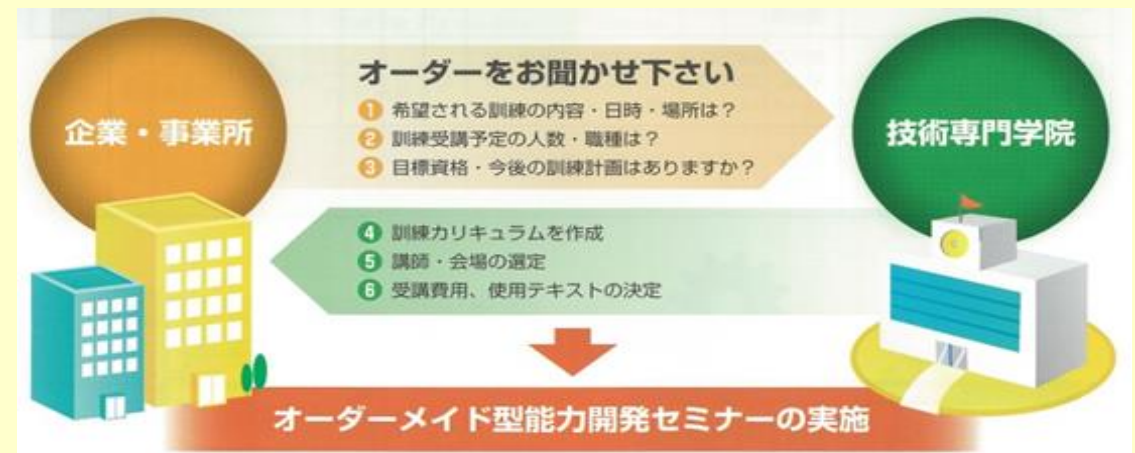 企業・事業所
オーダーをお聞かせ下さい
1 希望される訓練の内容・日時・場所は？
2 訓練受講予定の人数・職種は？
3 目標資格・今後の訓練計画はありますか？
技術専門学院
4 訓練カリキュラムを作成
5 講師・会場の選定
6 受講費用、使用テキストの決定
オーダーメイド型能力開発セミナーの実施